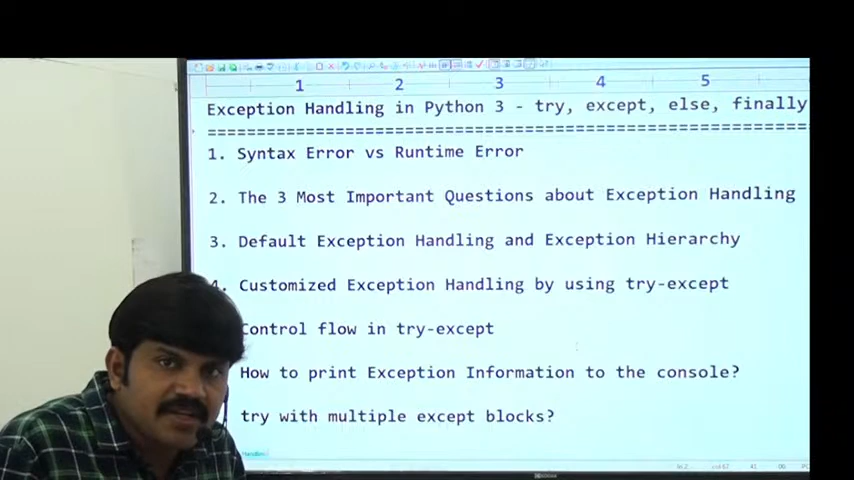 1 2 3 4 5
Exception Handling in Python 3 - try, except, else, finally
==========================================================
1. Syntax Error vs Runtime Error
2. The 3 Most Important Questions about Exception Handling
3. Default Exception Handling and Exception Hierarchy
4. Customized Exception Handling by using try-except
Control flow in try-except
How to print Exception Information to the console?
try with multiple except blocks?